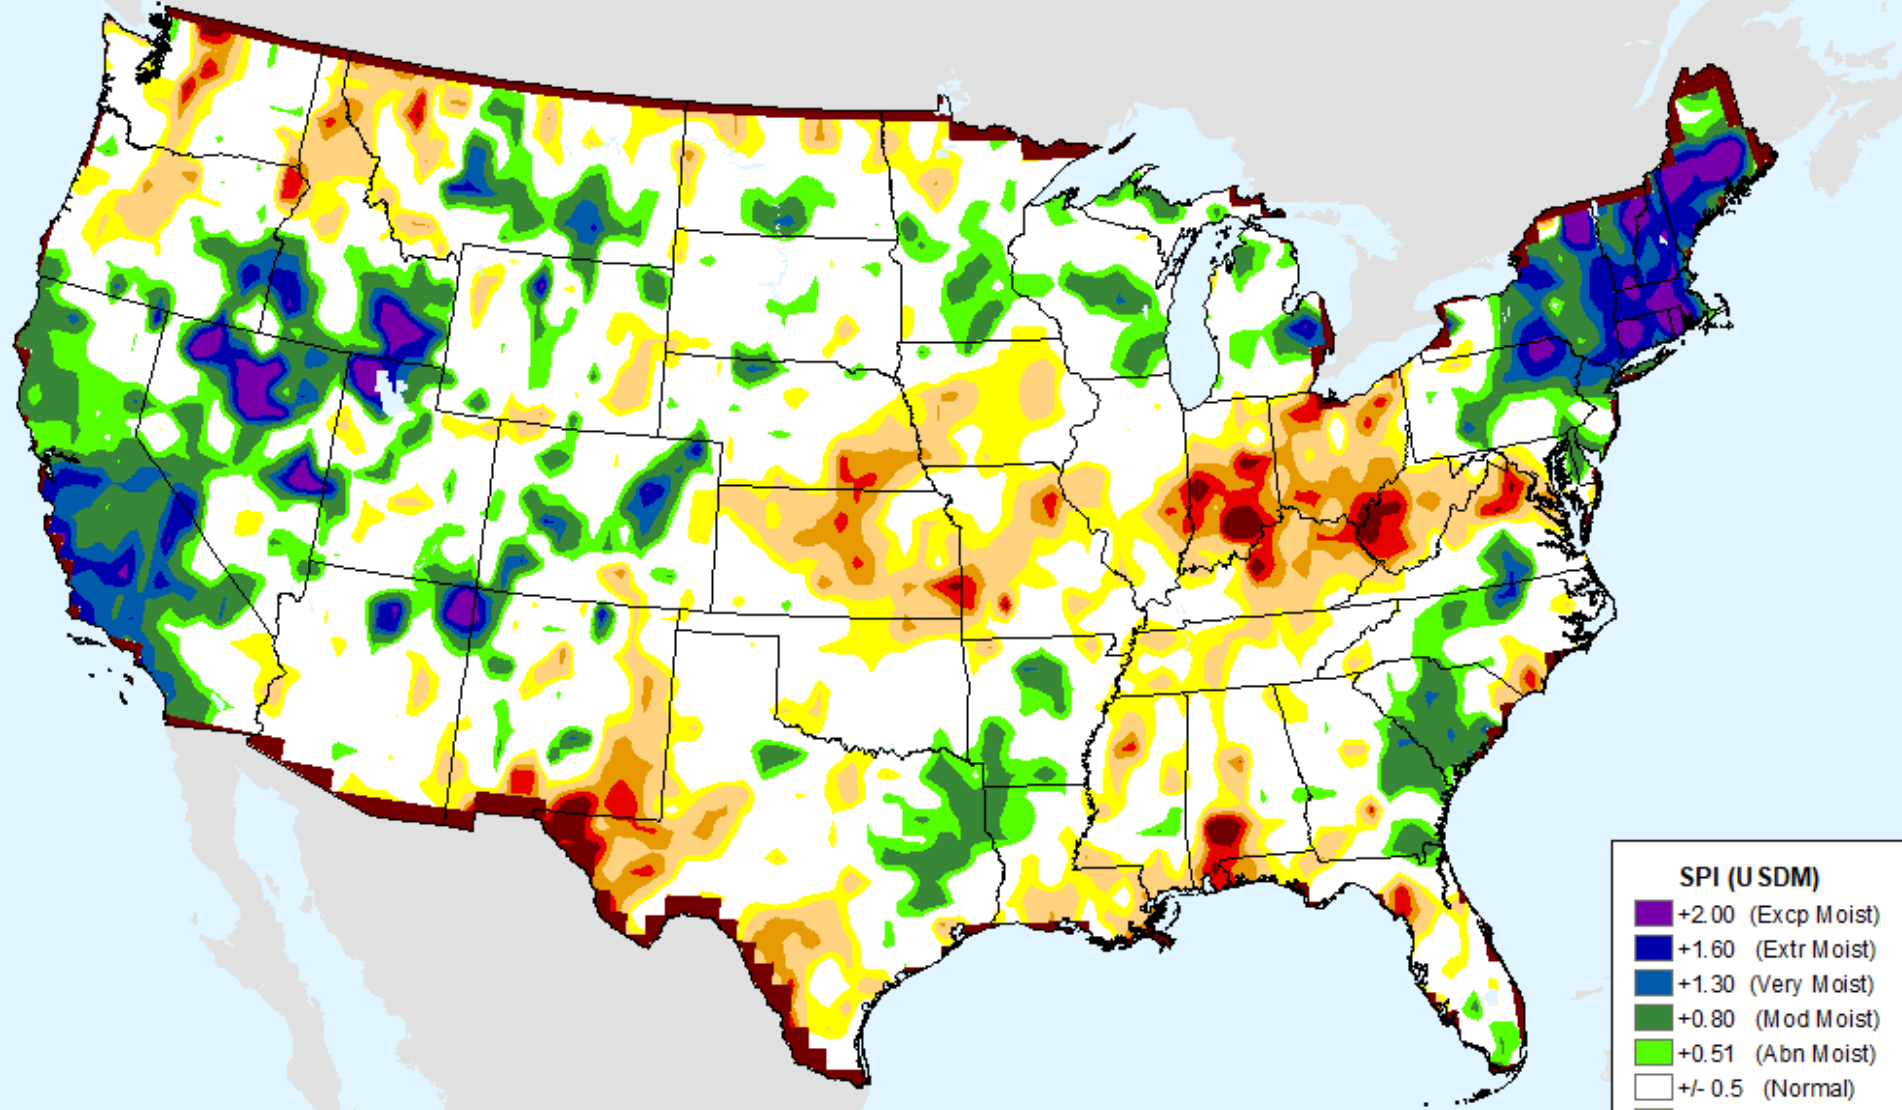 SPI (USDM)
+2.00 (Excp Moist)
+1.60 (Extr Moist)
+1.30 (Very Moist)
+0.80 (Mod Moist)
+0.51 (Abn Moist)
+/- 0.5 (Normal)